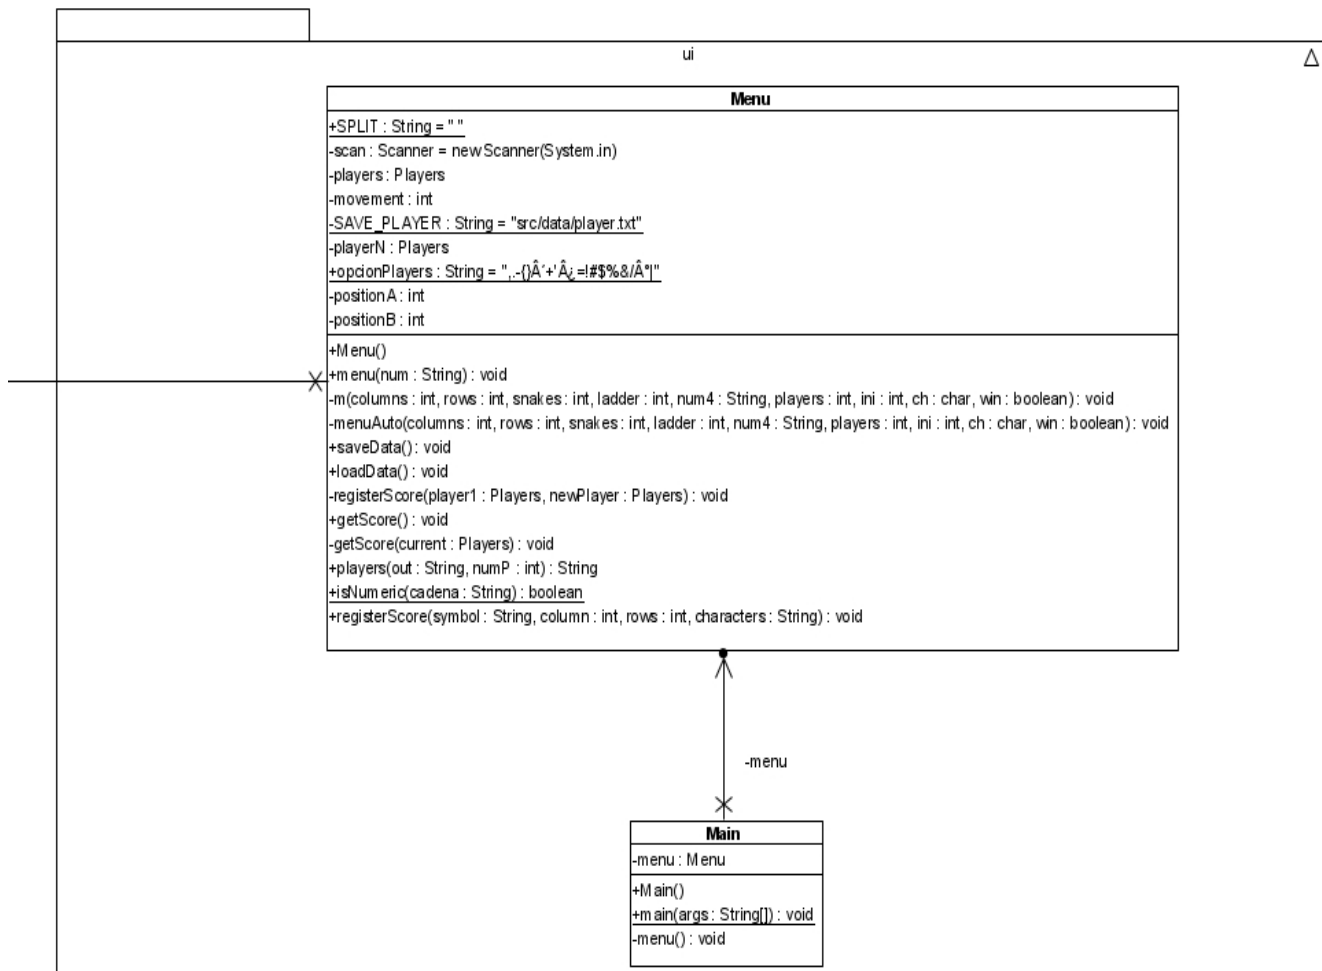 ui
Menu
+SPLIT : String = " "
-scan : Scanner = new Scanner(System.in)
-players : Players
-movement : int
-SAVE_PLAYER : String = "src/data/player.txt"
-playerN : Players
+opcionPlayers : String = ",.-{}Â´+'Â¿=!#$%&/Â°|"
-positionA : int
-positionB : int
+Menu()
+menu(num : String) : void
-m(columns : int, rows : int, snakes : int, ladder : int, num4 : String, players : int, ini : int, ch : char, win : boolean) : void
-menuAuto(columns : int, rows : int, snakes : int, ladder : int, num4 : String, players : int, ini : int, ch : char, win : boolean) : void
+saveData() : void
+loadData() : void
-registerScore(player1 : Players, newPlayer : Players) : void
+getScore() : void
-getScore(current : Players) : void
+players(out : String, numP : int) : String
+isNumeric(cadena : String) : boolean
+registerScore(symbol : String, column : int, rows : int, characters : String) : void
-menu
Main
-menu : Menu
+Main()
+main(args : String[]) : void
-menu() : void